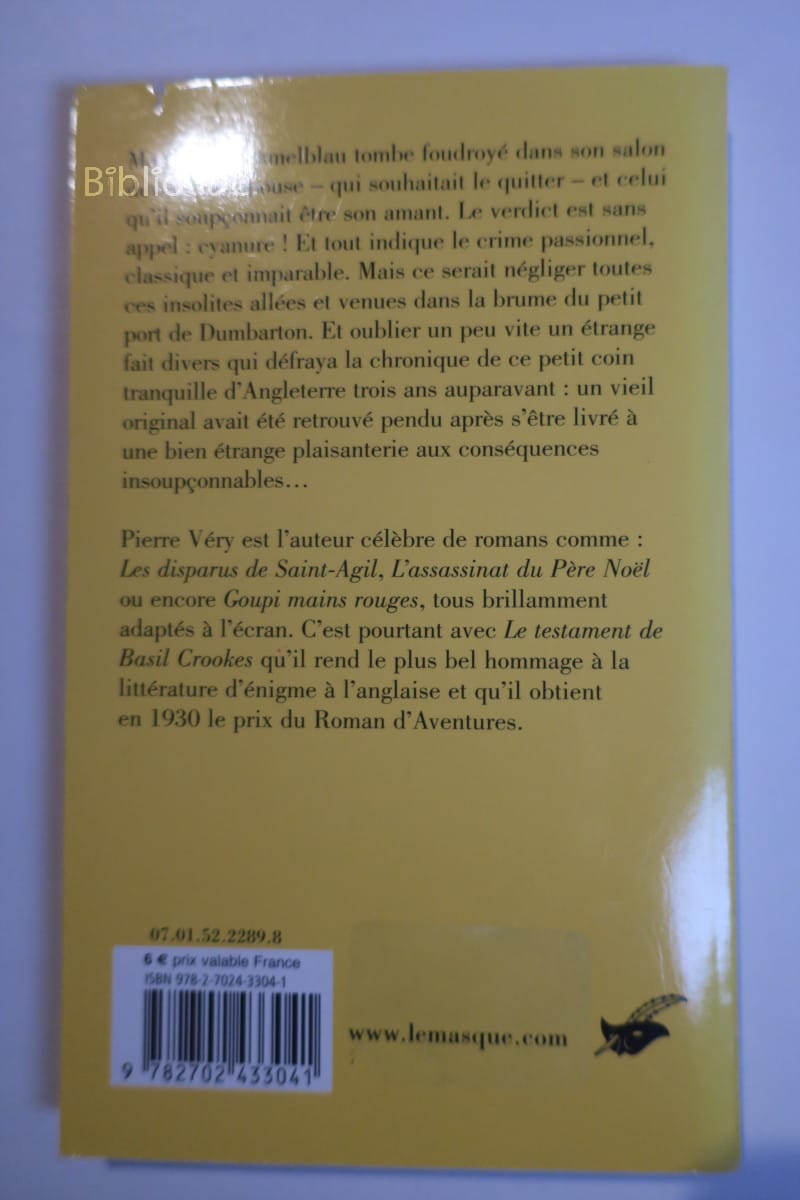 tombe foudroyé dans son salon
– qui souhaitait le quitter – et celui
qu'il soupçonnait être son amant. Le verdict est sans
appel : cyanure ! Et tout indique le crime passionnel,
classique et imparable. Mais ce serait négliger toutes
ces insolites allées et venues dans la brume du petit
port de Dumbarton. Et oublier un peu vite un étrange
fait divers qui défraya la chronique de ce petit coin
tranquille d'Angleterre trois ans auparavant : un vieil
original avait été retrouvé pendu après s'être livré à
une bien étrange plaisanterie aux conséquences
insoupçonnables...
Pierre Véry est l'auteur célèbre de romans comme :
Les disparus de Saint-Agil, L'assassinat du Père Noël
ou encore Goupi mains rouges, tous brillamment
adaptés à l'écran. C'est pourtant avec Le testament de
Basil Crookes qu'il rend le plus bel hommage à la
littérature d'énigme à l'anglaise et qu'il obtient
en 1930 le prix du Roman d'Aventures.
07.01.52.2289.8
6 € prix valable France
ISBN 978-2-7024-3304-1
9 782702 433041
www.lemasque.com